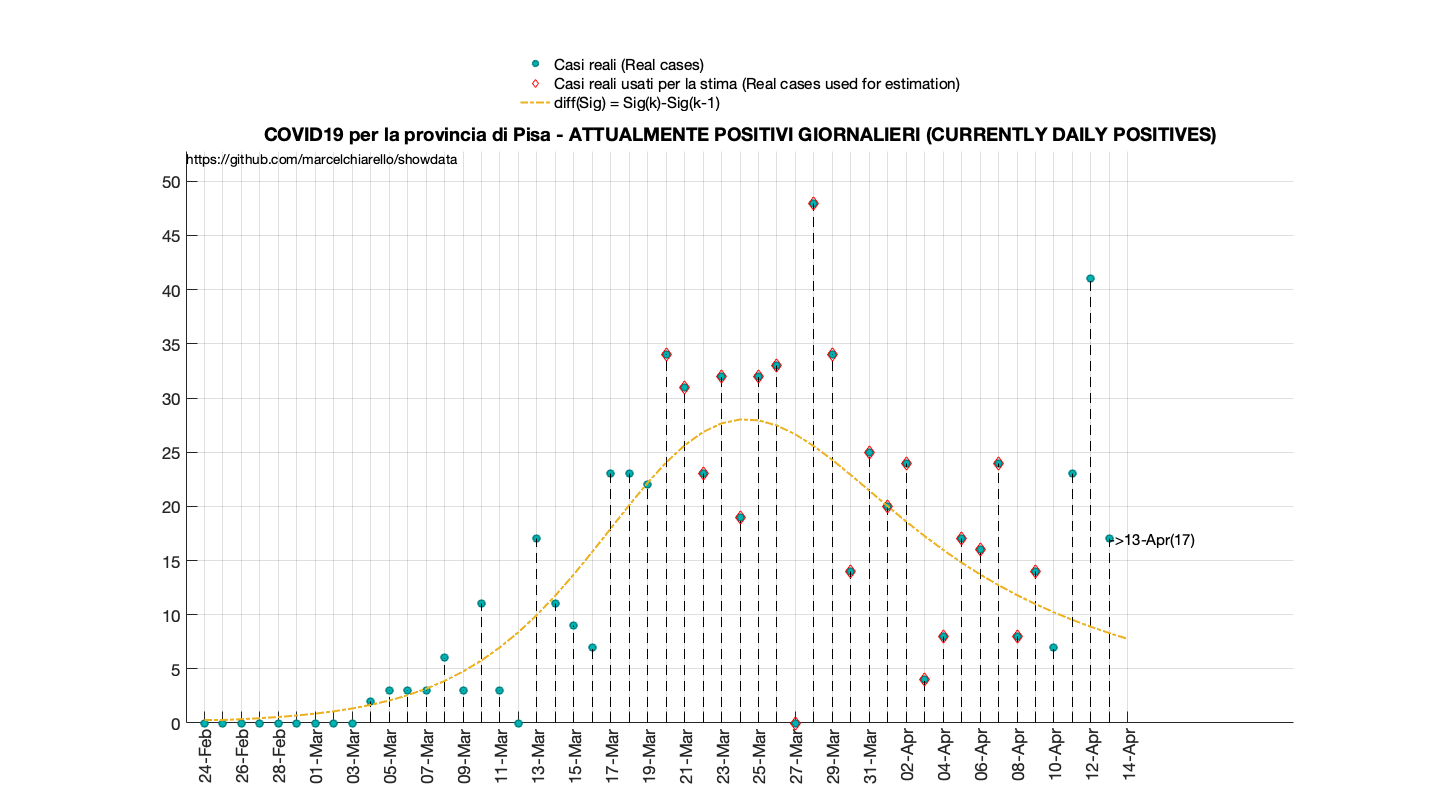 Casi reali (Real cases)
Casi reali usati per la stima (Real cases used for estimation)
diff(Sig) = Sig(k)-Sig(k-1)
COVID19 per la provincia di Pisa - ATTUALMENTE POSITIVI GIORNALIERI (CURRENTLY DAILY POSITIVES)
https://github.com/marcelchiarello/showdata
50
45
40
35
30
25
20
15
10
5
0
->13-Apr(17)
24-Feb
26-Feb
28-Feb
01-Mar
03-Mar
05-Mar
07-Mar
09-Mar
11-Mar
13-Mar
15-Mar
17-Mar
19-Mar
21-Mar
23-Mar
25-Mar
27-Mar
29-Mar
31-Mar
02-Apr
04-Apr
06-Apr
08-Apr
10-Apr
12-Apr
14-Apr